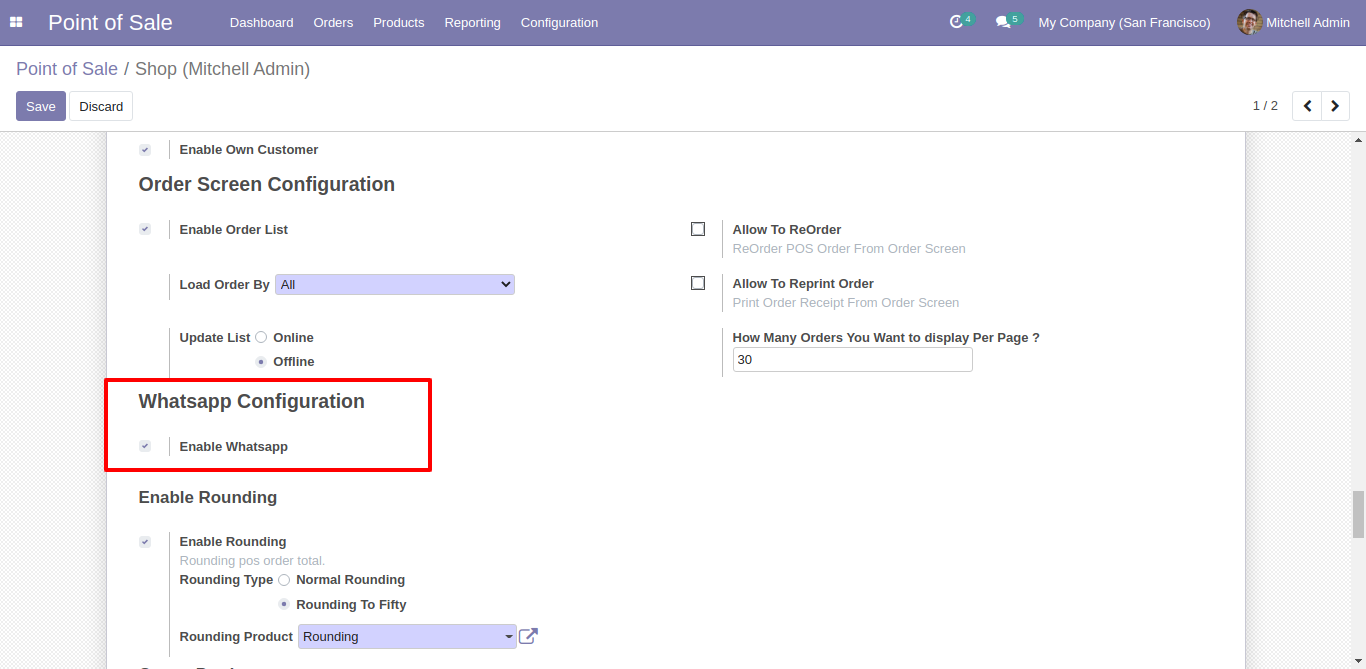 Point of Sale Dashboard Orders Products Reporting Configuration 4 5 My Company (San Francisco) Mitchell Admin
Point of Sale / Shop (Mitchell Admin)
Save Discard 1 / 2
Enable Own Customer
Order Screen Configuration
Enable Order List
Allow To ReOrder
ReOrder POS Order From Order Screen
Load Order By All
Allow To Reprint Order
Print Order Receipt From Order Screen
Update List Online
Offline
How Many Orders You Want to display Per Page ?
30
Whatsapp Configuration
Enable Whatsapp
Enable Rounding
Enable Rounding
Rounding pos order total.
Rounding Type Normal Rounding
Rounding To Fifty
Rounding Product Rounding